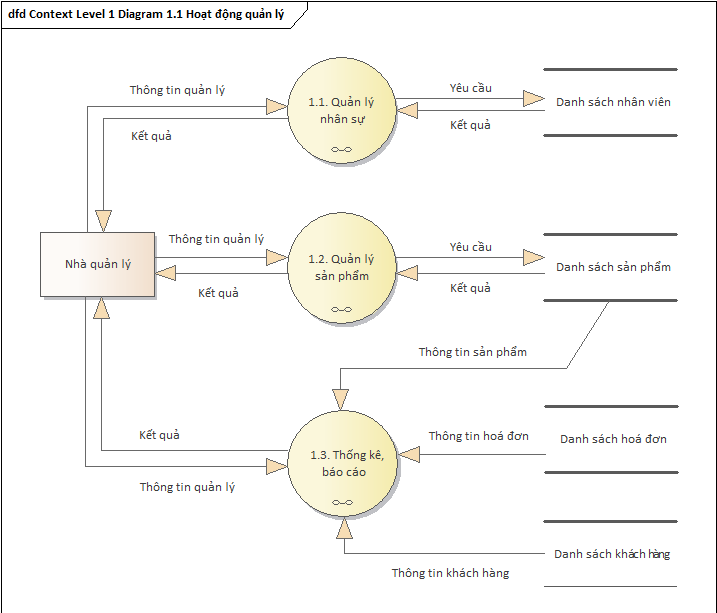 dfd Context Level 1 Diagram 1.1 Hoạt động quản lý
Thông tin quản lý
Kết quả
1.1. Quản lý
nhân sự
Yêu cầu
Kết quả
Danh sách nhân viên
Nhà quản lý
Thông tin quản lý
Kết quả
1.2. Quản lý
sản phẩm
Yêu cầu
Kết quả
Danh sách sản phẩm
Thông tin sản phẩm
Kết quả
Thông tin quản lý
1.3. Thống kê,
báo cáo
Thông tin hoá đơn
Danh sách hoá đơn
Thông tin khách hàng
Danh sách khách hàng